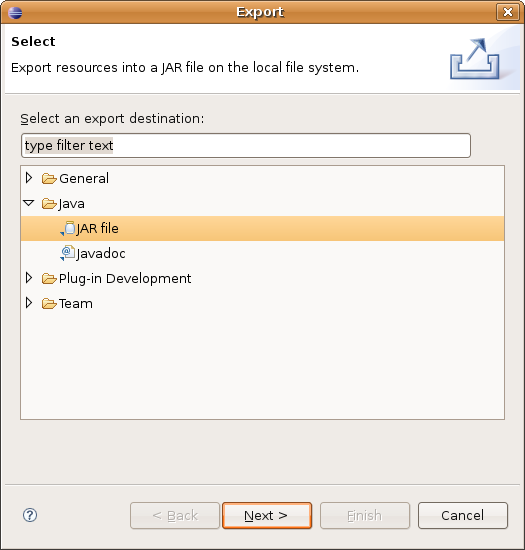 Export
Select
Export resources into a JAR file on the local file system.
Select an export destination:
type filter text
General
Java
JAR file
Javadoc
Plug-in Development
Team
< Back
Next >
Finish
Cancel